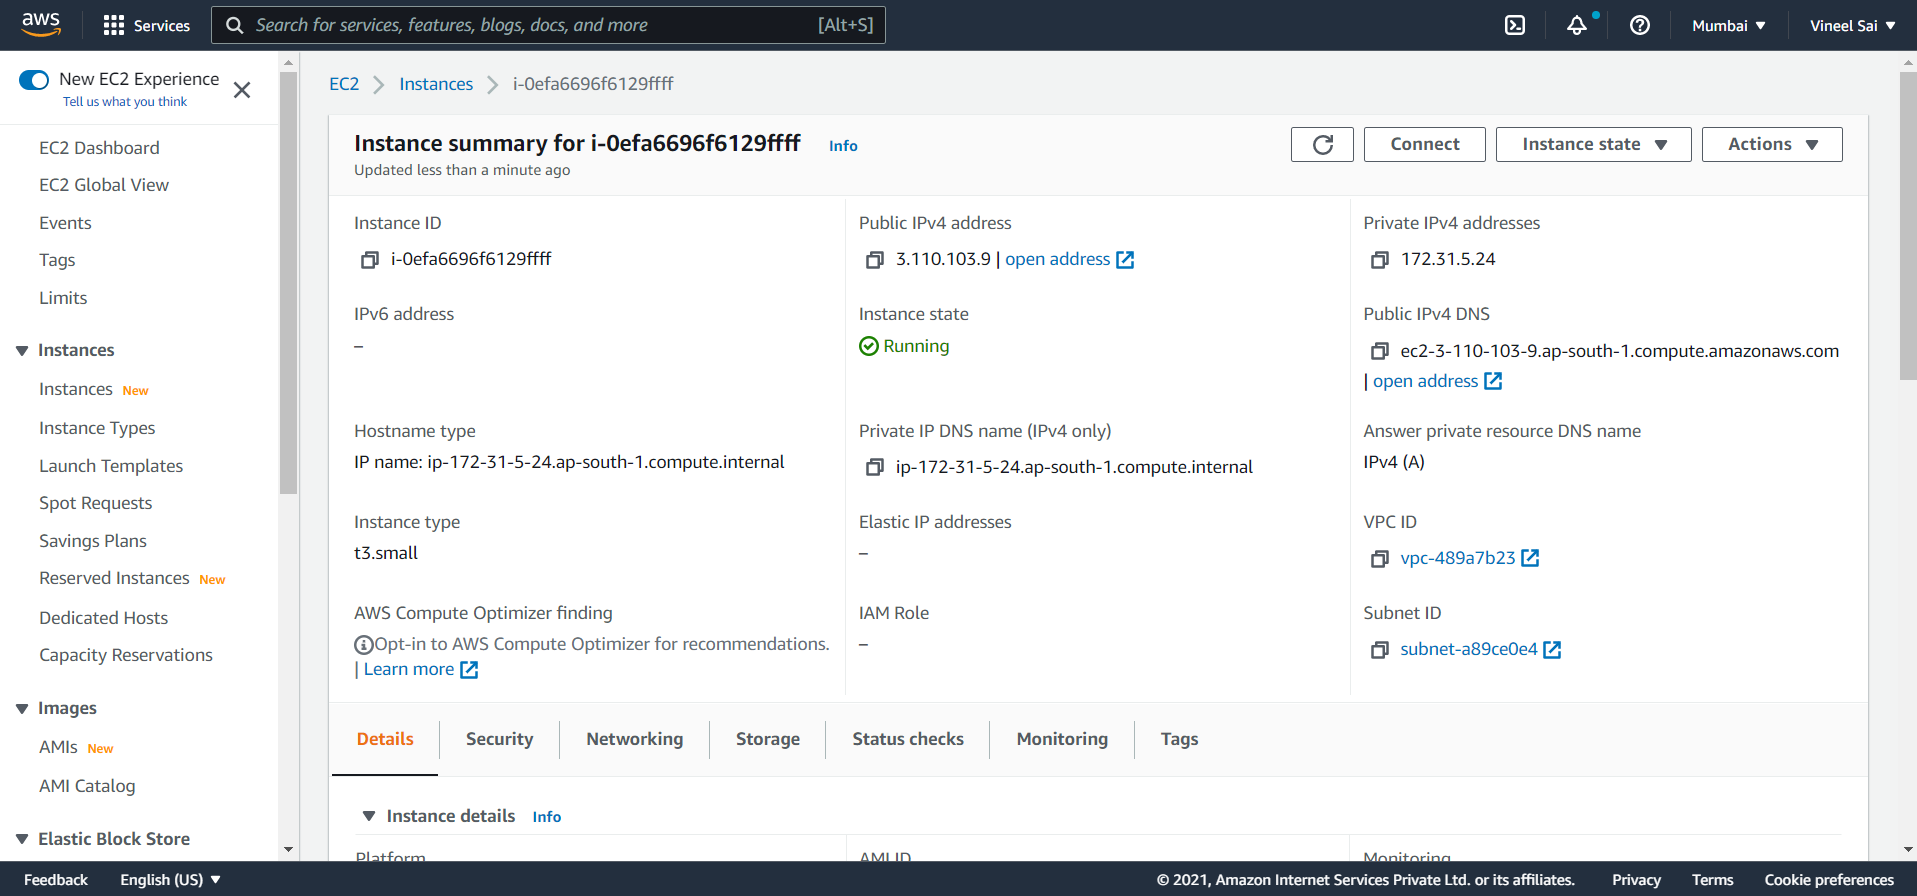 aws
Services
Search for services, features, blogs, docs, and more
[Alt+S]
Mumbai
Vineel Sai
New EC2 Experience
Tell us what you think
EC2 Dashboard
EC2 Global View
Events
Tags
Limits
Instances
Instances New
Instance Types
Launch Templates
Spot Requests
Savings Plans
Reserved Instances New
Dedicated Hosts
Capacity Reservations
Images
AMIs New
AMI Catalog
Elastic Block Store
EC2
Instances
i-0efa6696f6129ffff
Instance summary for i-0efa6696f6129ffff Info
Updated less than a minute ago
Connect
Instance state
Actions
Instance ID
i-0efa6696f6129ffff
Public IPv4 address
3.110.103.9 | open address
Private IPv4 addresses
172.31.5.24
IPv6 address
–
Instance state
Running
Public IPv4 DNS
ec2-3-110-103-9.ap-south-1.compute.amazonaws.com
| open address
Hostname type
IP name: ip-172-31-5-24.ap-south-1.compute.internal
Private IP DNS name (IPv4 only)
ip-172-31-5-24.ap-south-1.compute.internal
Answer private resource DNS name
IPv4 (A)
Instance type
t3.small
Elastic IP addresses
–
VPC ID
vpc-489a7b23
AWS Compute Optimizer finding
Opt-in to AWS Compute Optimizer for recommendations.
| Learn more
IAM Role
–
Subnet ID
subnet-a89ce0e4
Details
Security
Networking
Storage
Status checks
Monitoring
Tags
Instance details Info
Platform
AMI ID
Monitoring
Feedback
English (US)
© 2021, Amazon Internet Services Private Ltd. or its affiliates.
Privacy
Terms
Cookie preferences